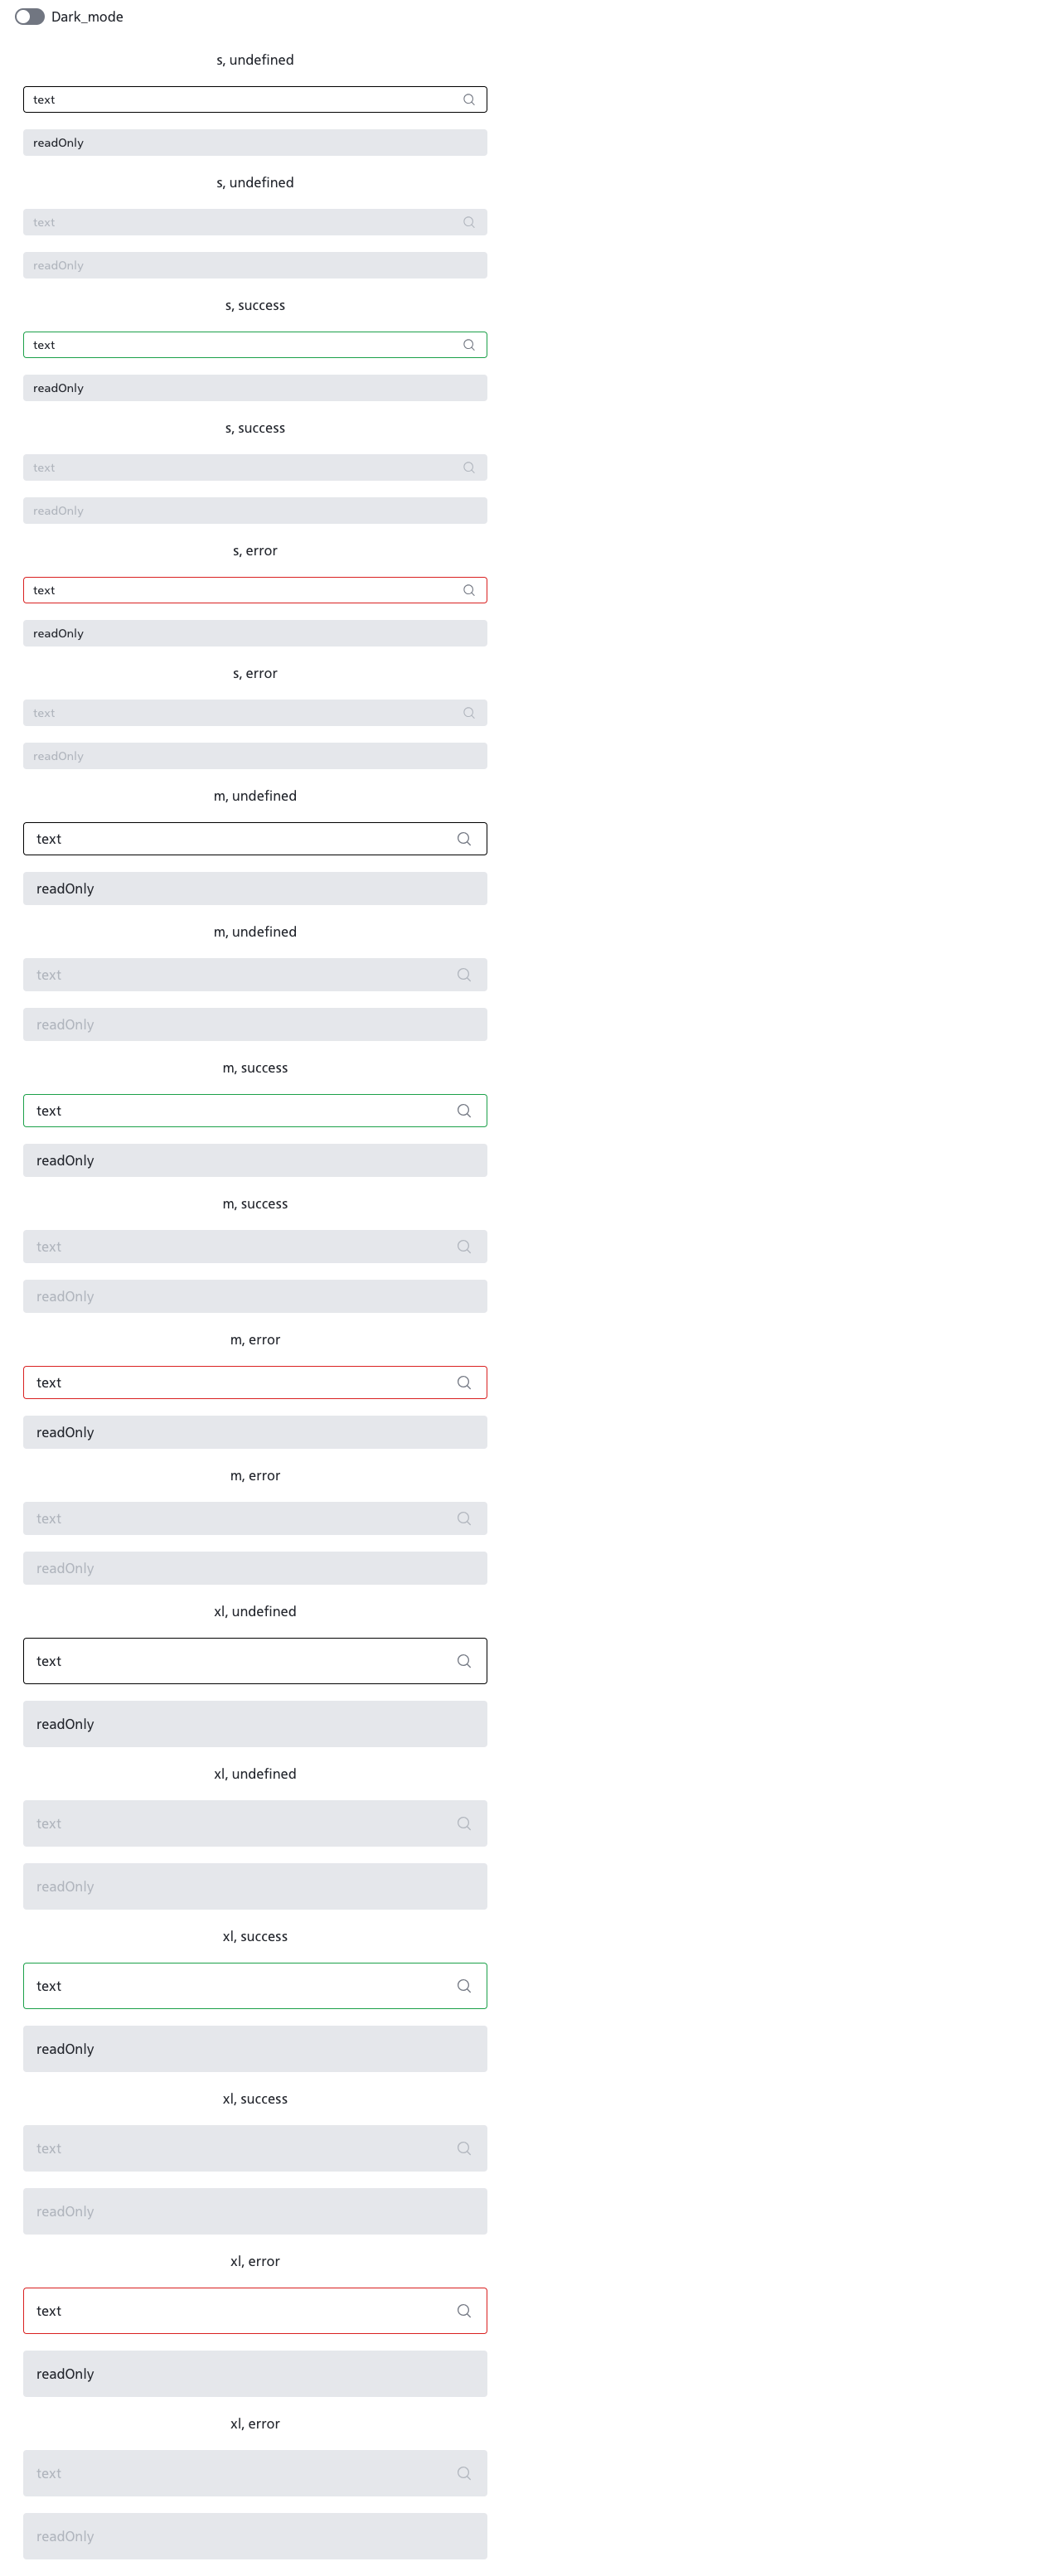 Dark_mode
s, undefined
text
readOnly
s, undefined
text
readOnly
s, success
text
readOnly
s, success
text
readOnly
s, error
text
readOnly
s, error
text
readOnly
m, undefined
text
readOnly
m, undefined
text
readOnly
m, success
text
readOnly
m, success
text
readOnly
m, error
text
readOnly
m, error
text
readOnly
xl, undefined
text
readOnly
xl, undefined
text
readOnly
xl, success
text
readOnly
xl, success
text
readOnly
xl, error
text
readOnly
xl, error
text
readOnly